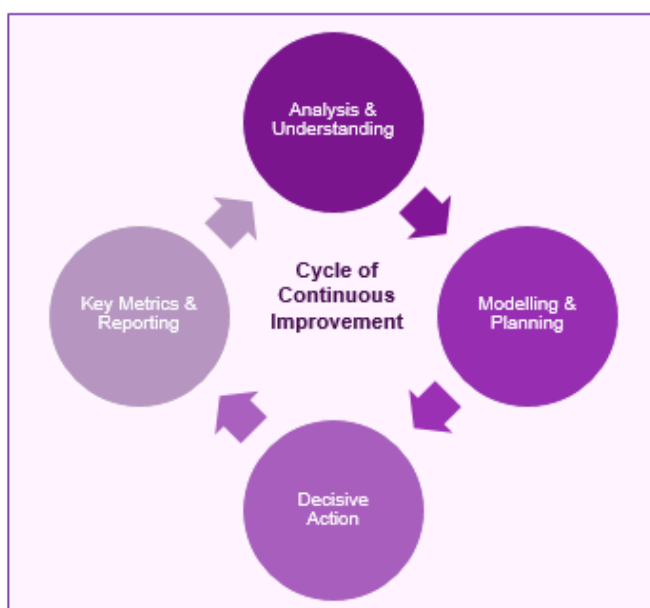 Analysis &
Understanding
Cycle of
Continuous
Improvement
Key Metrics &
Reporting
Modelling &
Planning
Decisive
Action